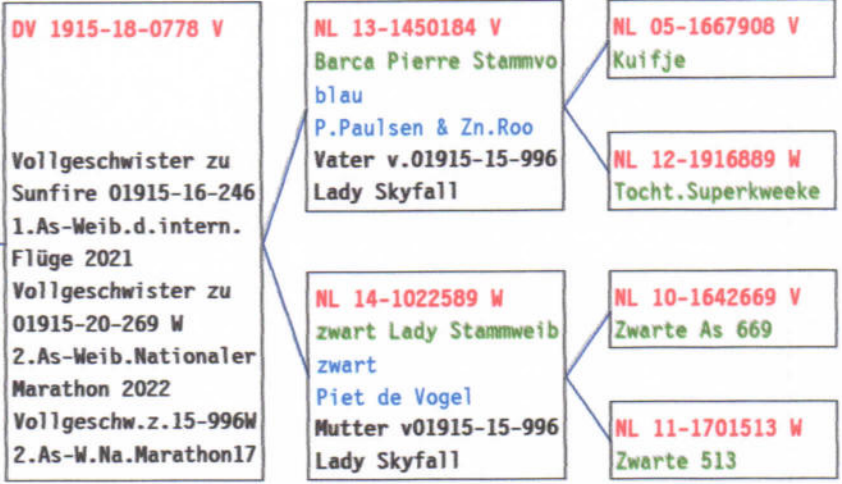 DV 1915-18-0778 V
Vollgeschwister zu
Sunfire 01915-16-246
1.As-Weib.d.intern.
Flüge 2021
Vollgeschwister zu
01915-20-269 W
2.As-Weib.Nationaler
Marathon 2022
Vollgeschw.z.15-996W
2.As-W.Na.Marathon17
NL 13-1450184 V
Barca Pierre Stammvo
blau
P.Paulsen & Zn.Roo
Vater v.01915-15-996
Lady Skyfall
NL 14-1022589 W
zwart Lady Stammweib
zwart
Piet de Vogel
Mutter v01915-15-996
Lady Skyfall
NL 05-1667908 V
Kuifje
NL 12-1916889 W
Tocht.Superkweeke
NL 10-1642669 V
Zwarte As 669
NL 11-1701513 W
Zwarte 513